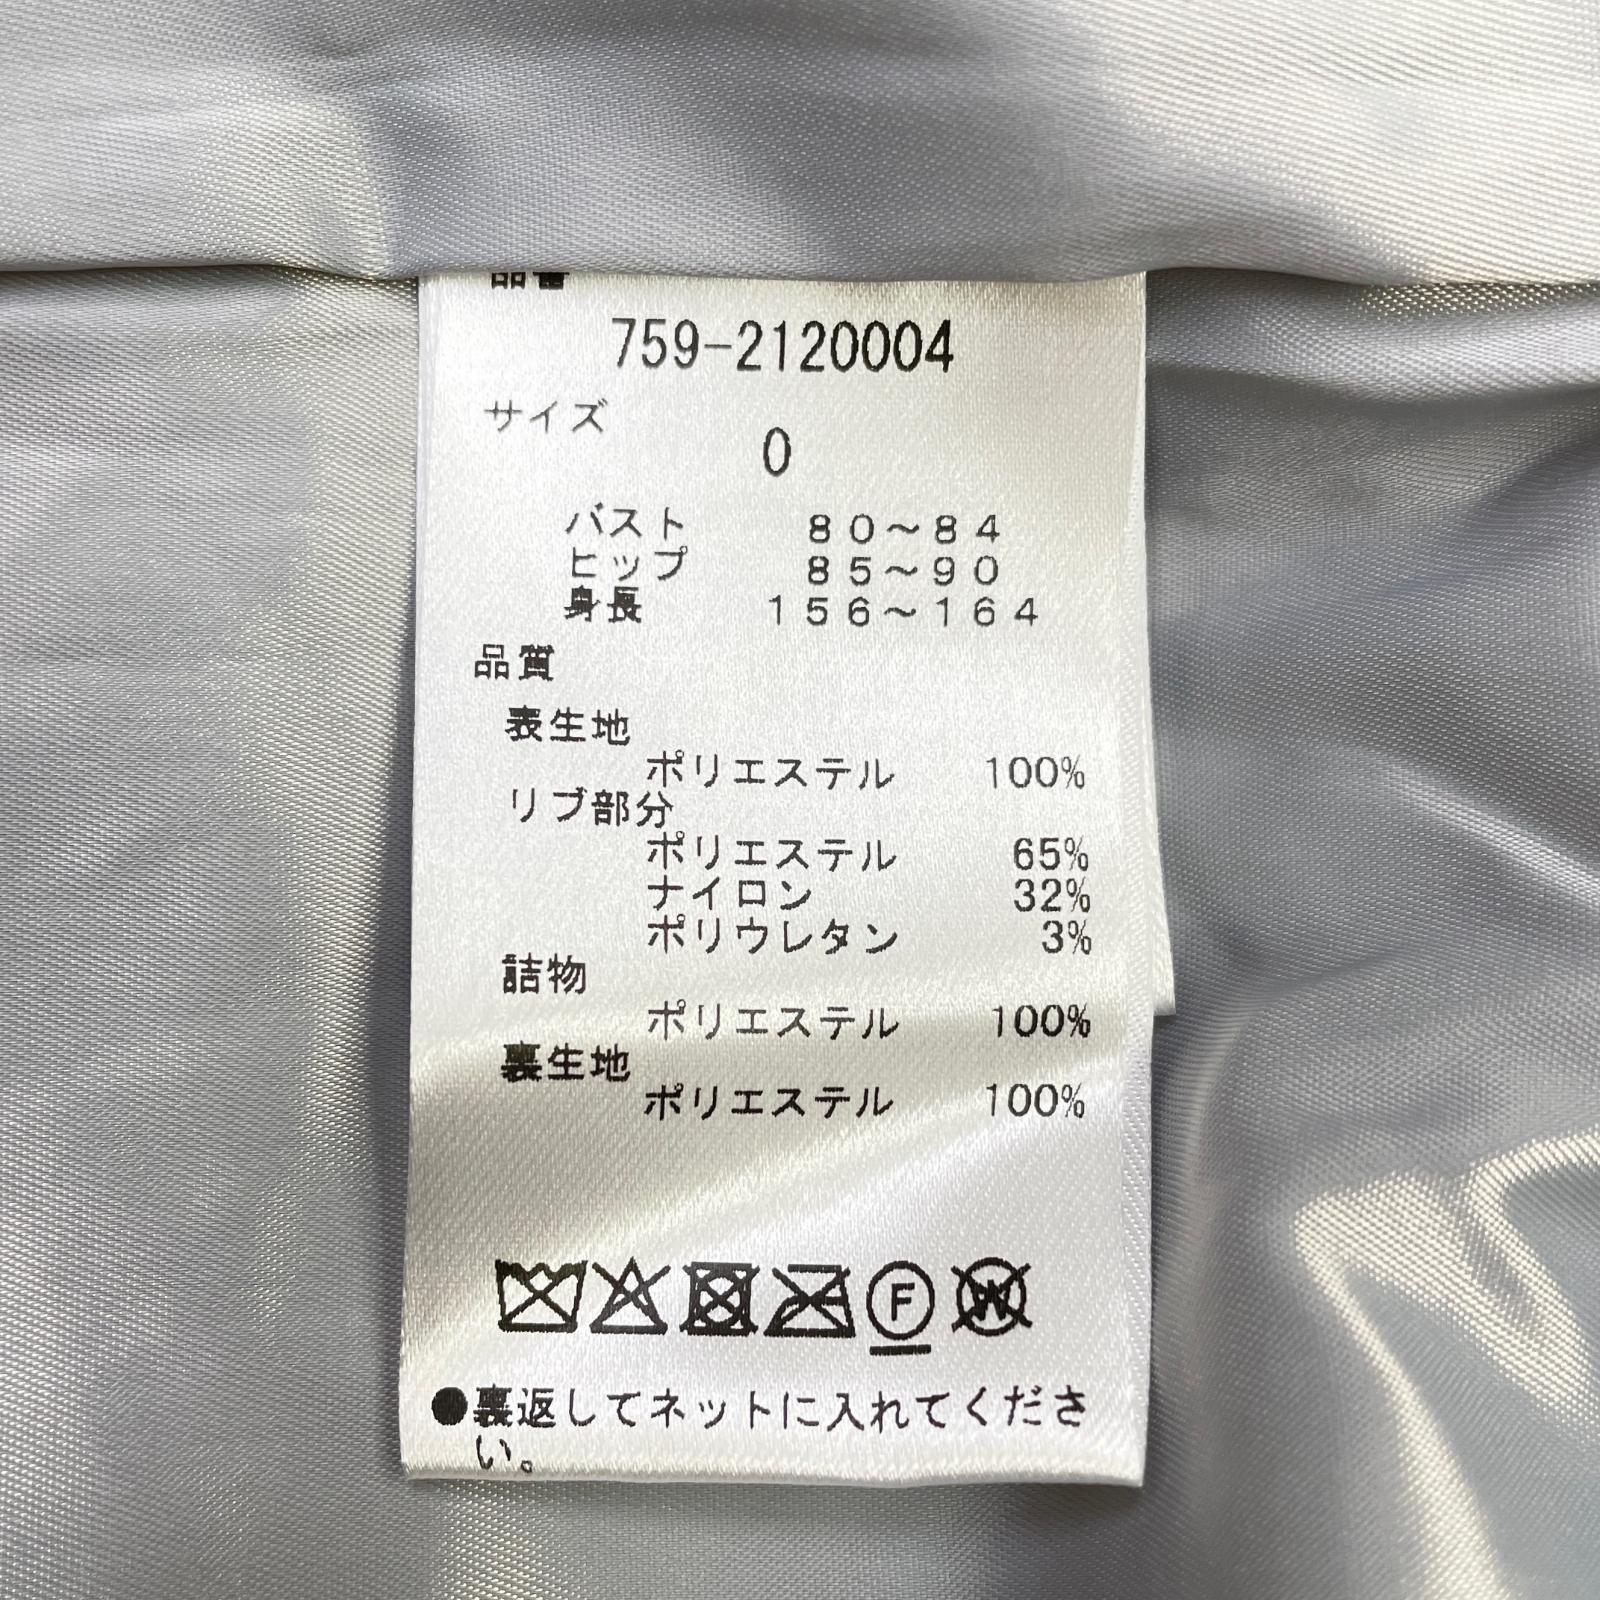 品番
759-2120004
サイズ
0
バスト 80～84
ヒップ 85～90
身長 156～164
品質
表生地
ポリエステル 100%
リブ部分
ポリエステル 65%
ナイロン 32%
ポリウレタン 3%
詰物
ポリエステル 100%
裏生地
ポリエステル 100%
F W
●裏返してネットに入れてくださ
い。